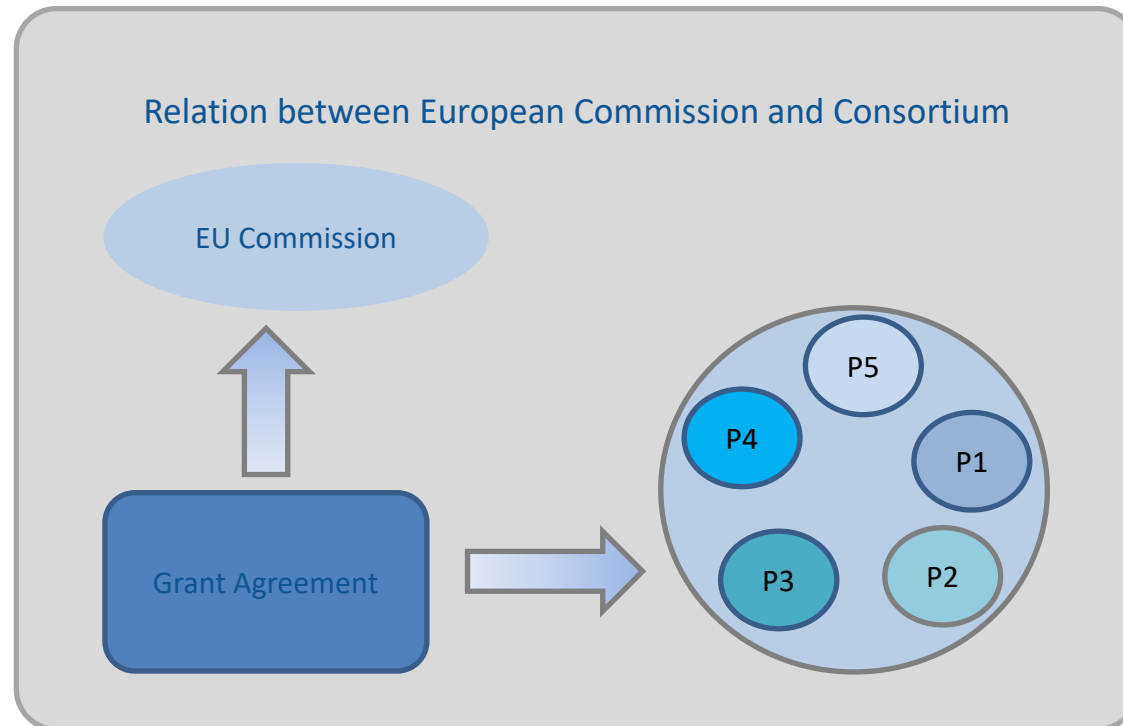 Relation between European Commission and Consortium
EU Commission
P5
P4
P1
Grant Agreement
P3
P2